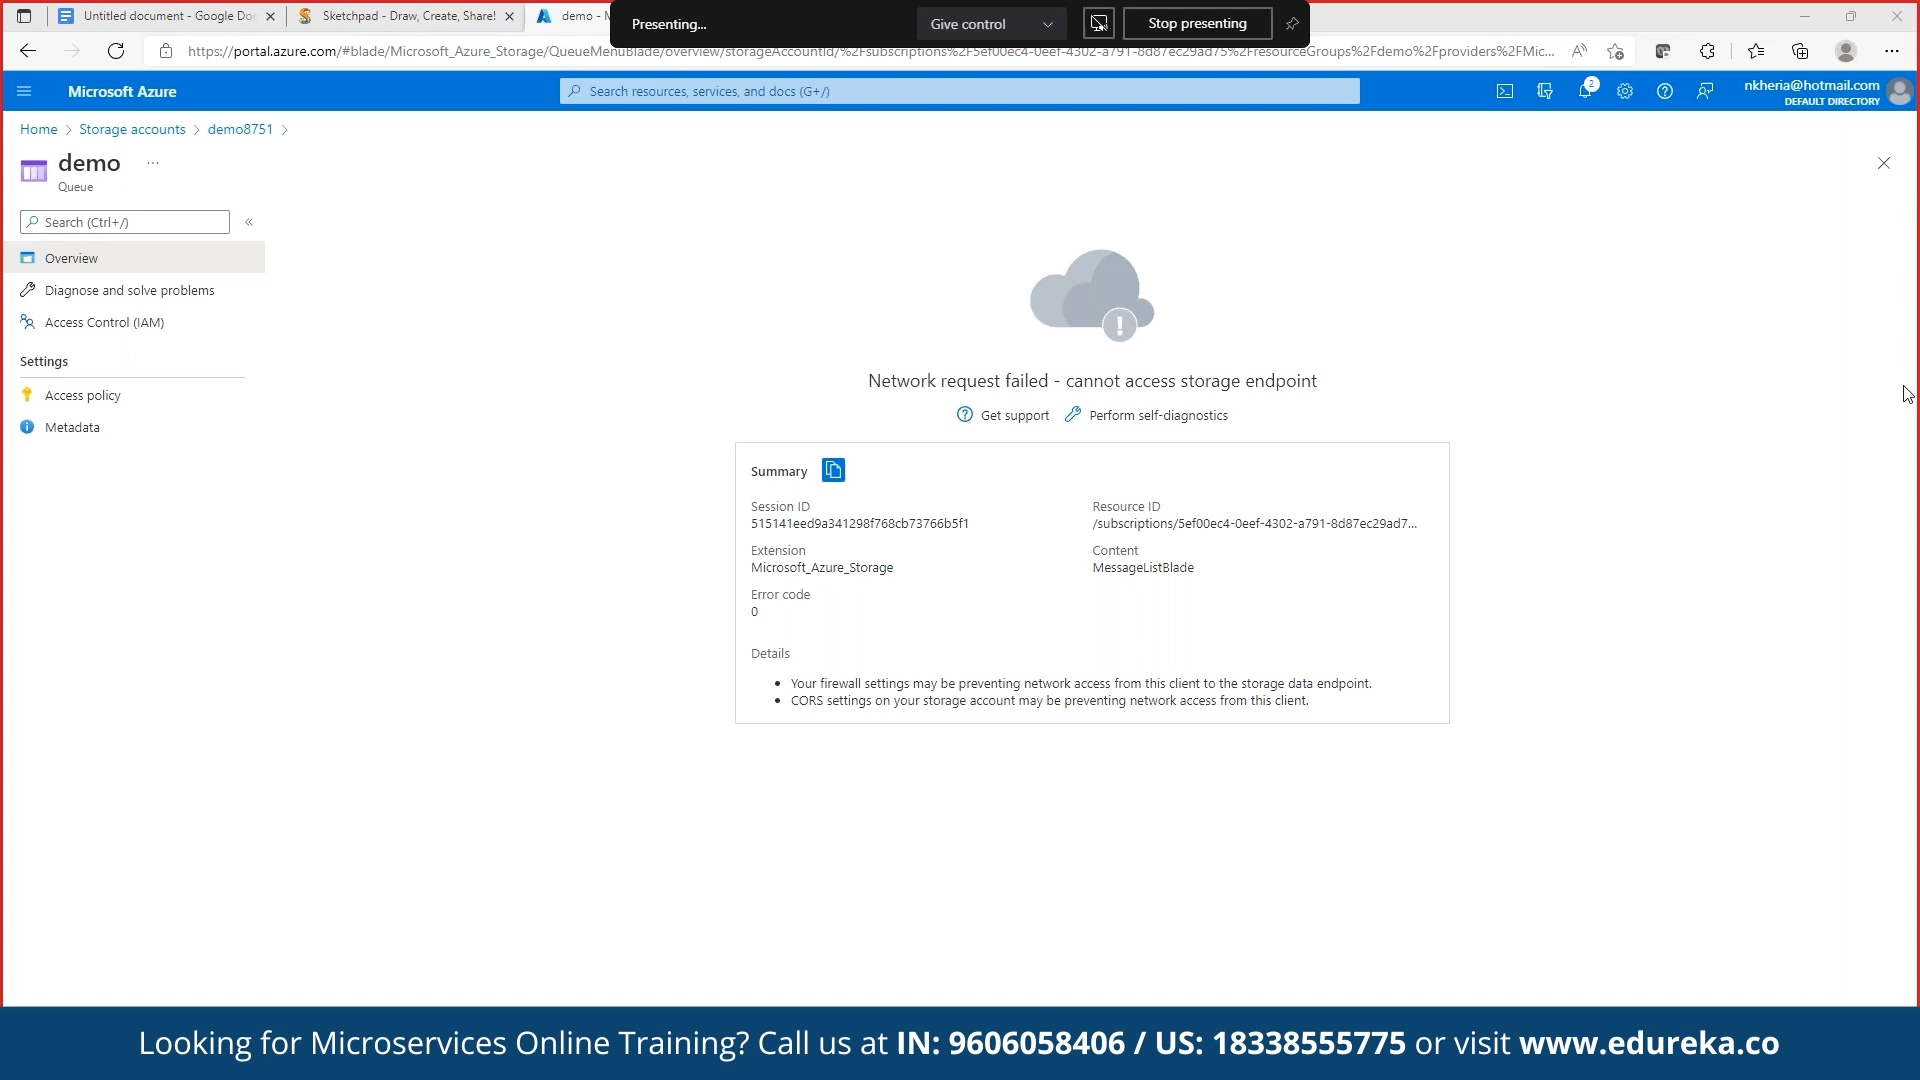 Untitled document - Google Do
Sketchpad - Draw, Create, Share!
demo - M
Presenting...
Give control
Stop presenting
https://portal.azure.com/#blade/Microsoft_Azure_Storage/QueueMenuBlade/overview/storageAccountId/%2Fsubscriptions%2F5ef00ec4-0eef-4302-a791-8d87ec29ad75%2FresourceGroups%2Fdemo%2Fproviders%2FMic...
Microsoft Azure
Search resources, services, and docs (G+/)
2
nkheria@hotmail.com
DEFAULT DIRECTORY
Home > Storage accounts > demo8751 >
demo ...
Queue
Search (Ctrl+/)
«
Overview
Diagnose and solve problems
Access Control (IAM)
Settings
Access policy
Metadata
Network request failed - cannot access storage endpoint
Get support
Perform self-diagnostics
Summary
Session ID
515141eed9a341298f768cb73766b5f1
Resource ID
/subscriptions/5ef00ec4-0eef-4302-a791-8d87ec29ad7...
Extension
Microsoft_Azure_Storage
Content
MessageListBlade
Error code
0
Details
• Your firewall settings may be preventing network access from this client to the storage data endpoint.
• CORS settings on your storage account may be preventing network access from this client.
Looking for Microservices Online Training? Call us at IN: 9606058406 / US: 18338555775 or visit www.edureka.co